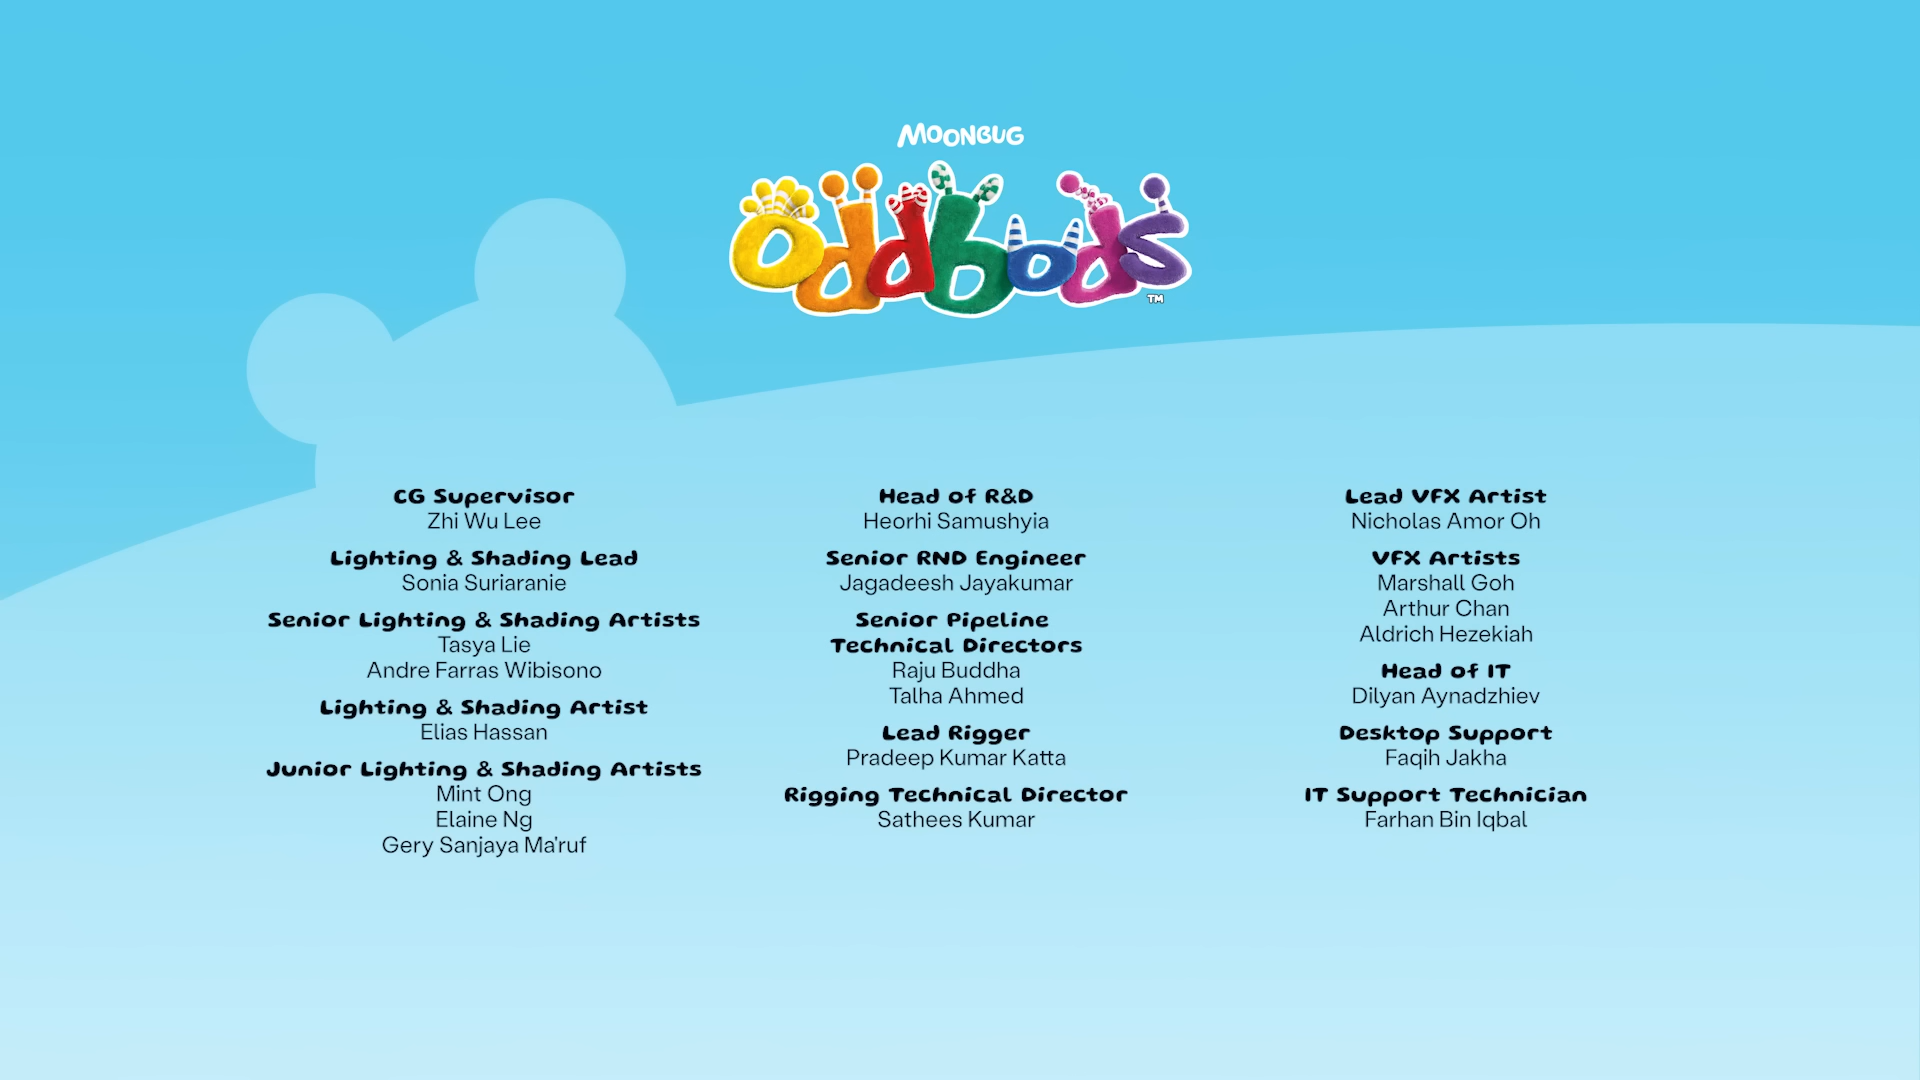 MOONBUG
oddbods
TM
CG Supervisor
Zhi Wu Lee
Lighting & Shading Lead
Sonia Suriaranie
Senior Lighting & Shading Artists
Tasya Lie
Andre Farras Wibisono
Lighting & Shading Artist
Elias Hassan
Junior Lighting & Shading Artists
Mint Ong
Elaine Ng
Gery Sanjaya Ma'ruf
Head of R&D
Heorhi Samushyia
Senior RND Engineer
Jagadeesh Jayakumar
Senior Pipeline
Technical Directors
Raju Buddha
Talha Ahmed
Lead Rigger
Pradeep Kumar Katta
Rigging Technical Director
Sathees Kumar
Lead VFX Artist
Nicholas Amor Oh
VFX Artists
Marshall Goh
Arthur Chan
Aldrich Hezekiah
Head of IT
Dilyan Aynadzhiev
Desktop Support
Faqih Jakha
IT Support Technician
Farhan Bin Iqbal